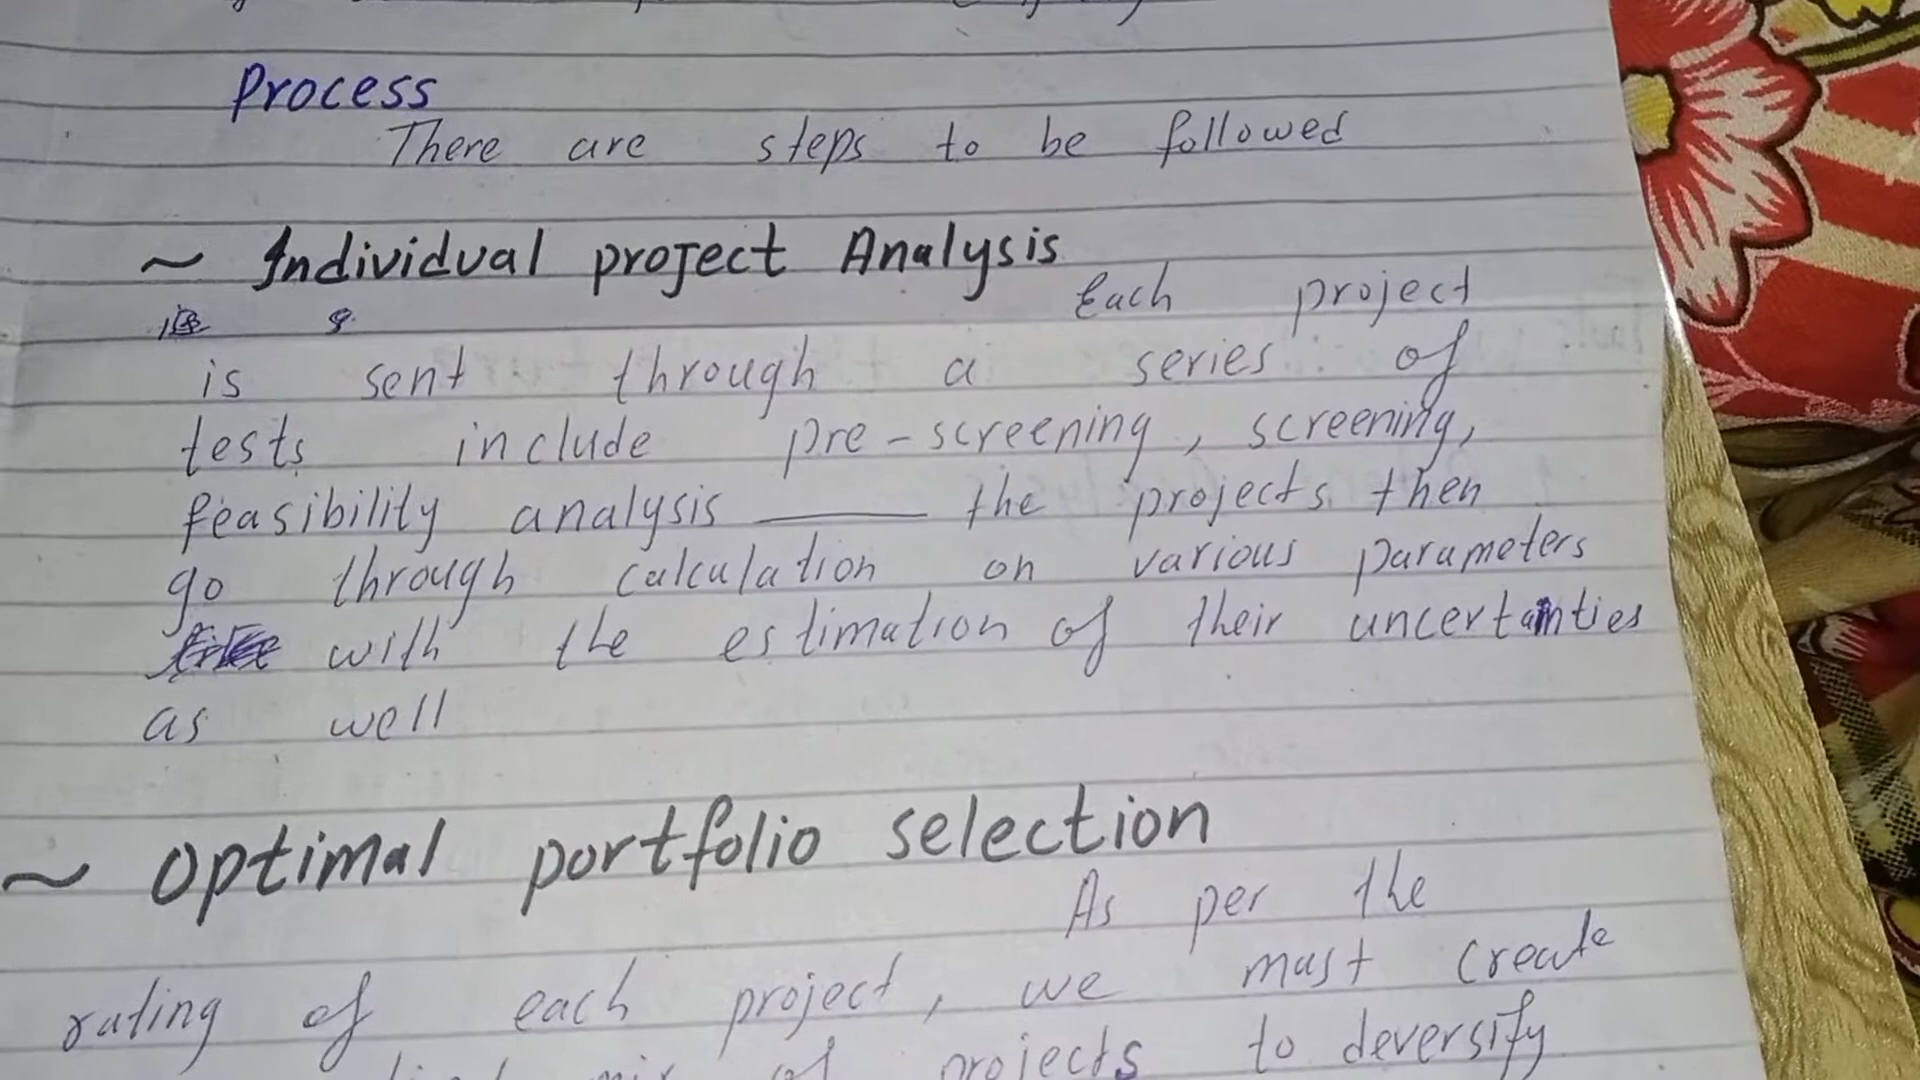 Process
There are steps to be followed
~ Individual project Analysis
Each project
is sent through a series of
tests include pre-screening, screening,
feasibility analysis ——— the projects then
go through calculation on various parameters
with the estimation of their uncertainties
as well
~ Optimal portfolio selection
As per the
rating of each project, we must create
mix of projects to deversify